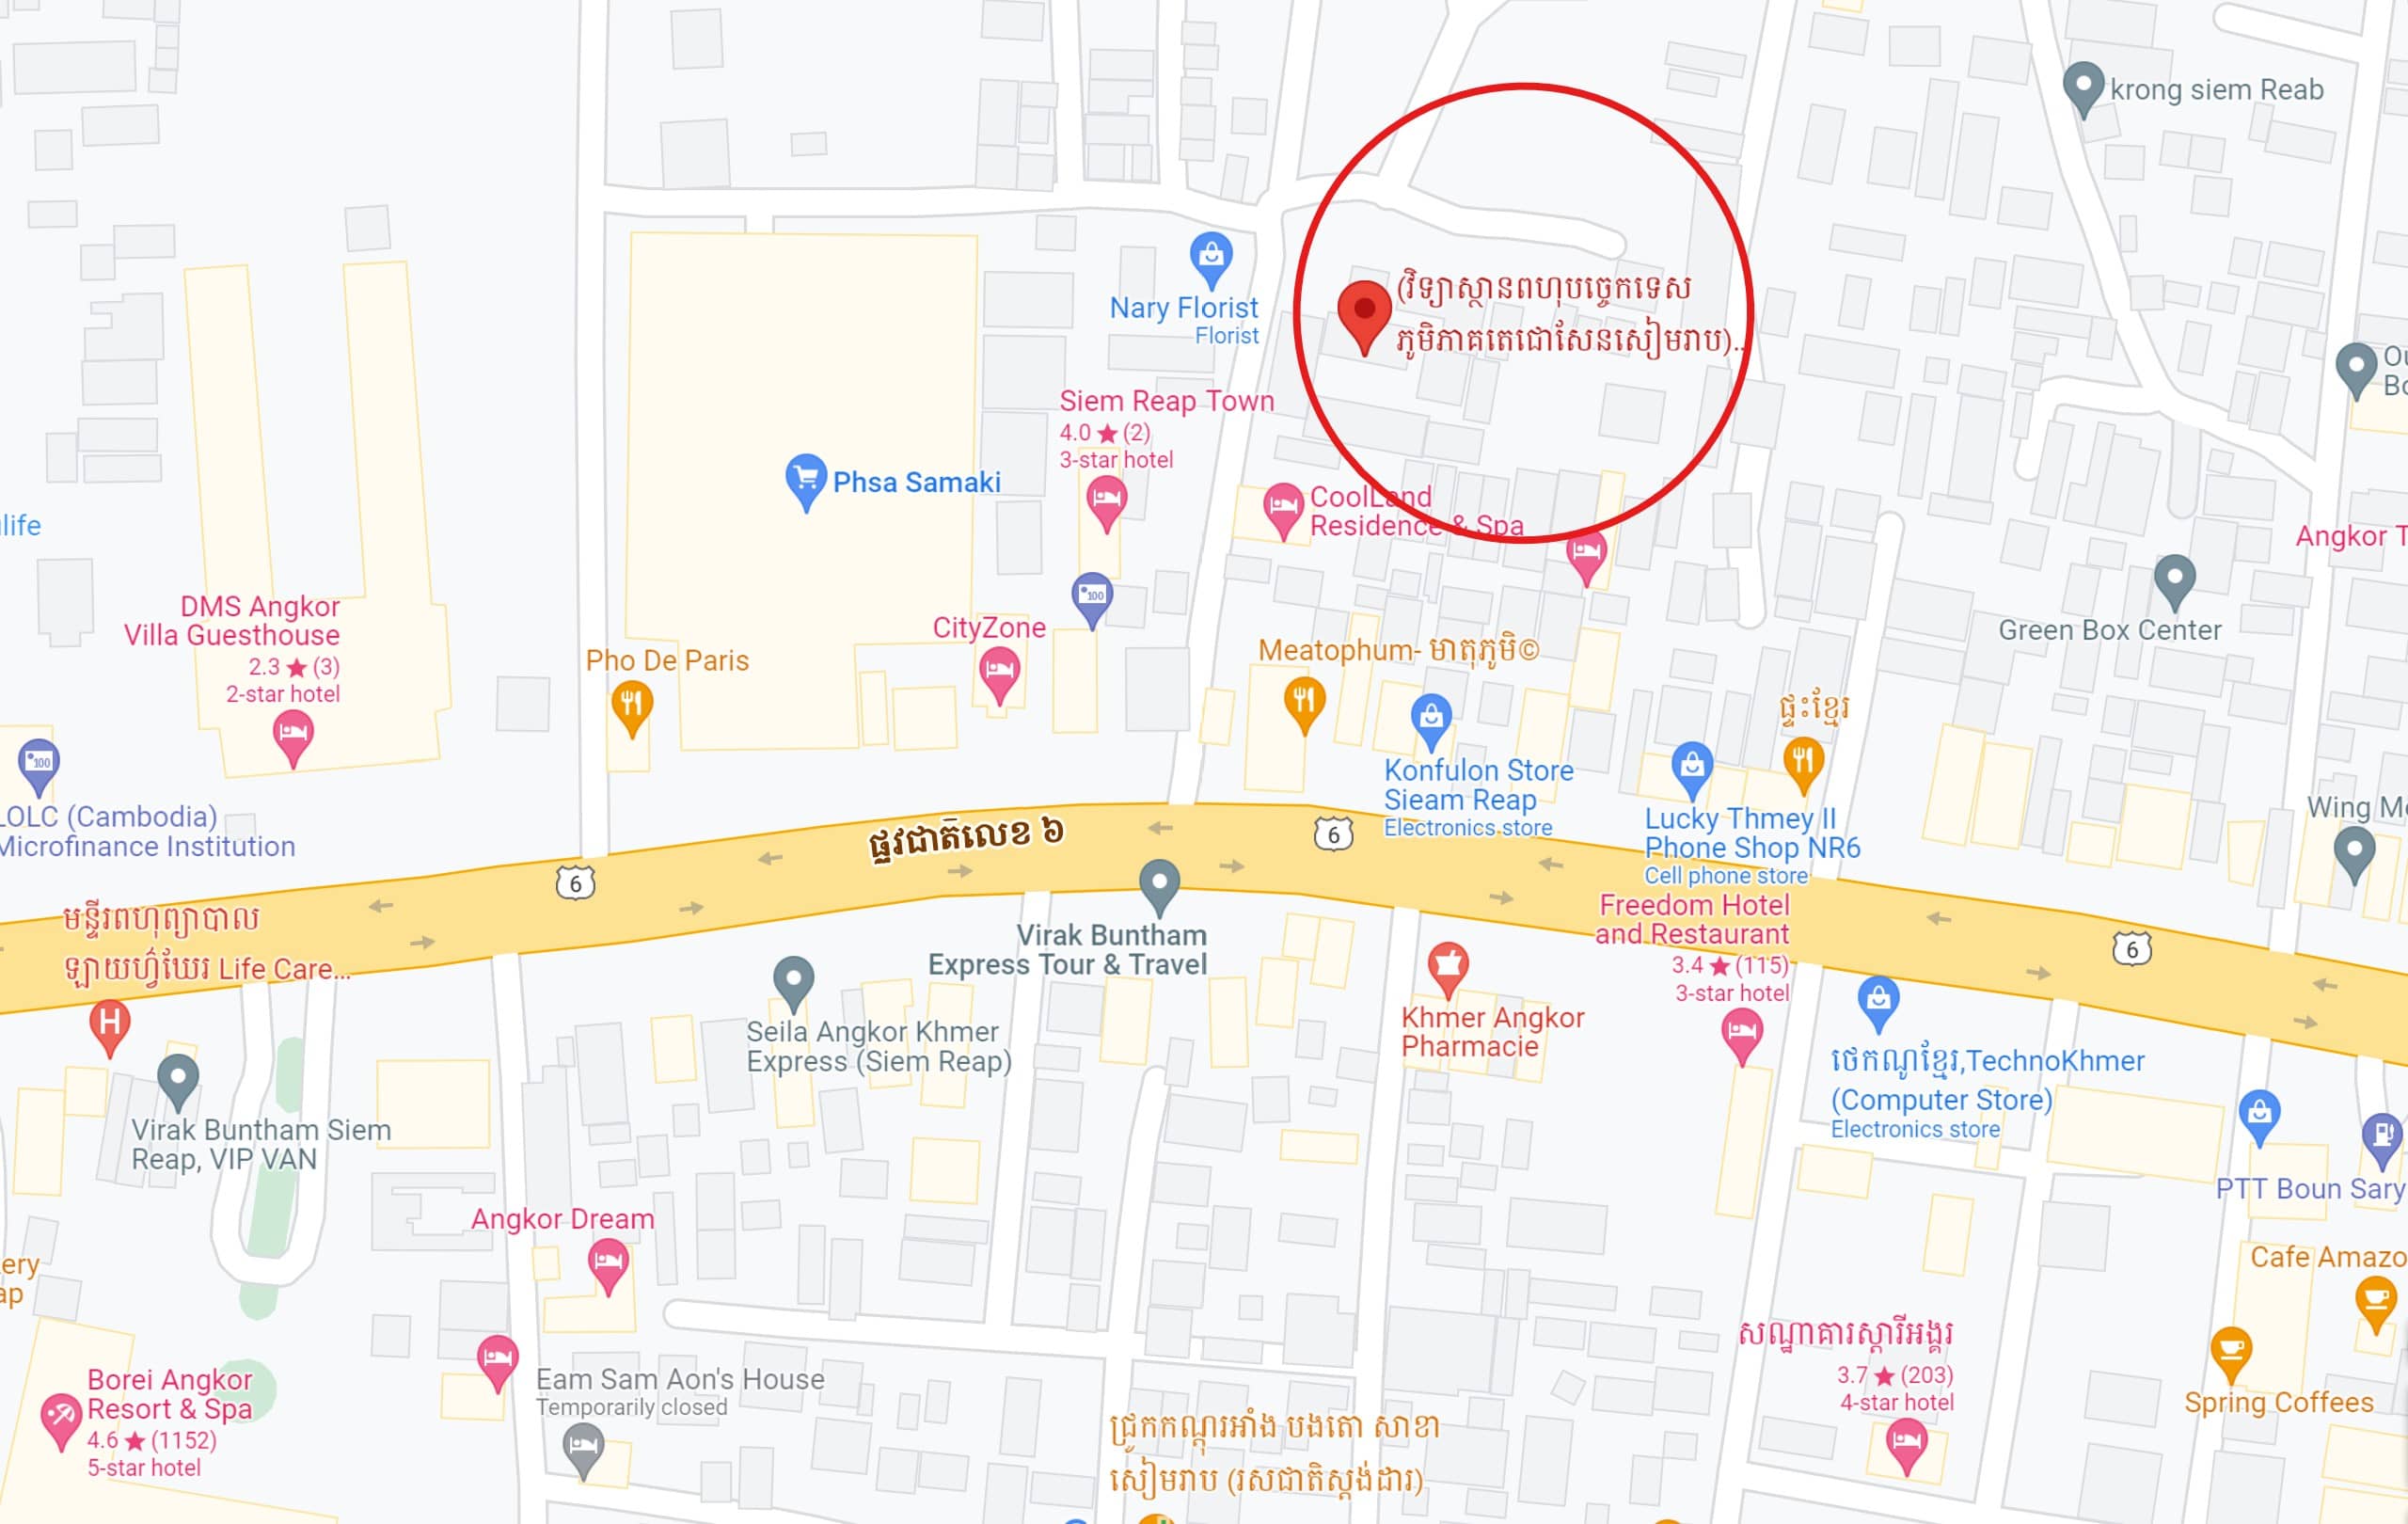 krong siem Reab
(វិទ្យាស្ថានពហុបច្ចេកទេស
ភូមិភាគតេជោសែនសៀមរាប)...
Nary Florist
Florist
Siem Reap Town
4.0 ★ (2)
3-star hotel
Phsa Samaki
CoolLand
Residence & Spa
life
Angkor T
DMS Angkor
Villa Guesthouse
2.3 ★ (3)
2-star hotel
100
CityZone
Green Box Center
Pho De Paris
Meatophum- មាតុភូមិ©
ផ្ទះខ្មែរ
100
LOLC (Cambodia)
Microfinance Institution
Konfulon Store
Sieam Reap
Electronics store
Lucky Thmey II
Phone Shop NR6
Cell phone store
Wing M
ផ្លូវជាតិលេខ ៦
6
6
6
មន្ទីរពហុព្យាបាល
ឡាយហ្វ៍ឃែរ Life Care...
H
Virak Buntham
Express Tour & Travel
Freedom Hotel
and Restaurant
3.4 ★ (115)
3-star hotel
Seila Angkor Khmer
Express (Siem Reap)
Khmer Angkor
Pharmacie
ថេកណូខ្មែរ,TechnoKhmer
(Computer Store)
Electronics store
Virak Buntham Siem
Reap, VIP VAN
PTT Boun Sary
Angkor Dream
ery
ap
Cafe Amazo
សណ្ឋាគារស្តារីអង្គរ
3.7 ★ (203)
4-star hotel
Borei Angkor
Resort & Spa
4.6 ★ (1152)
5-star hotel
Eam Sam Aon's House
Temporarily closed
Spring Coffees
ជ្រូកកណ្តុរអាំង បងតោ សាខា
សៀមរាប (រសជាតិស្តង់ដារ)